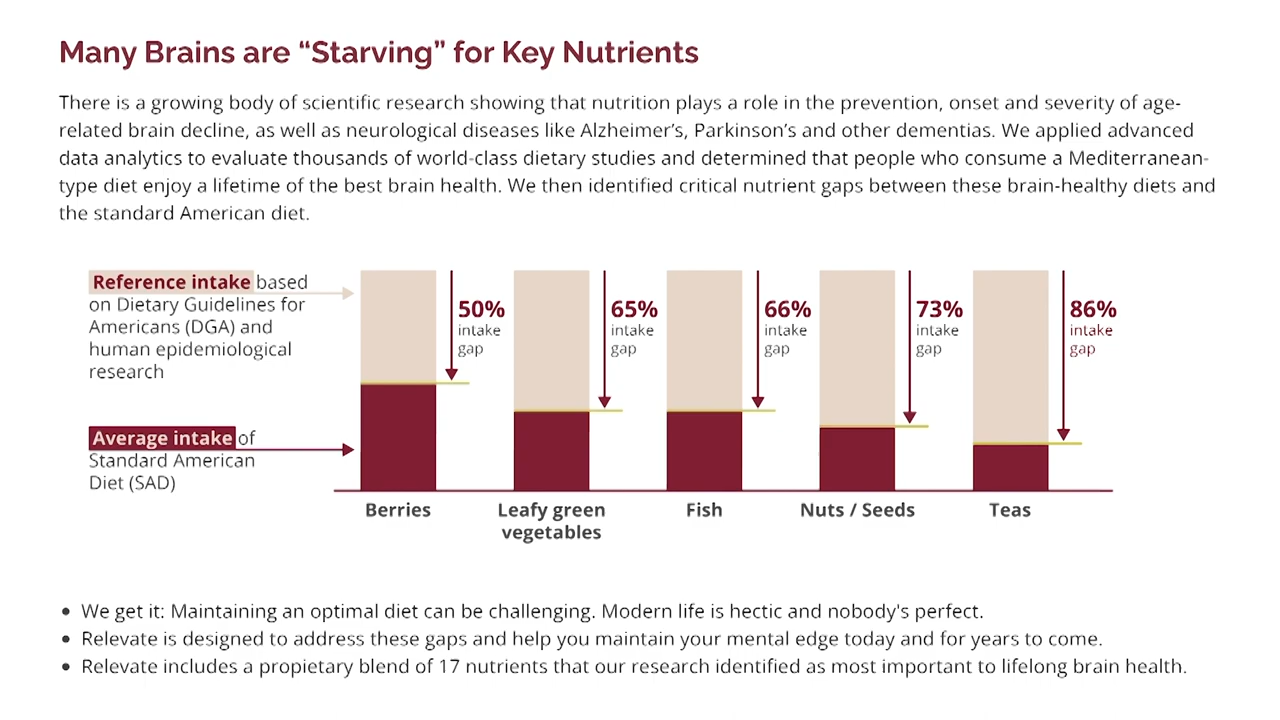 Many Brains are “Starving” for Key Nutrients
There is a growing body of scientific research showing that nutrition plays a role in the prevention, onset and severity of age-
related brain decline, as well as neurological diseases like Alzheimer’s, Parkinson’s and other dementias. We applied advanced
data analytics to evaluate thousands of world-class dietary studies and determined that people who consume a Mediterranean-
type diet enjoy a lifetime of the best brain health. We then identified critical nutrient gaps between these brain-healthy diets and
the standard American diet.
Reference intake based
on Dietary Guidelines for
Americans (DGA) and
human epidemiological
research
50%
intake
gap
65%
intake
gap
66%
intake
gap
73%
intake
gap
86%
intake
gap
Average intake of
Standard American
Diet (SAD)
Berries
Leafy green
vegetables
Fish
Nuts / Seeds
Teas
• We get it: Maintaining an optimal diet can be challenging. Modern life is hectic and nobody's perfect.
• Relevate is designed to address these gaps and help you maintain your mental edge today and for years to come.
• Relevate includes a propietary blend of 17 nutrients that our research identified as most important to lifelong brain health.